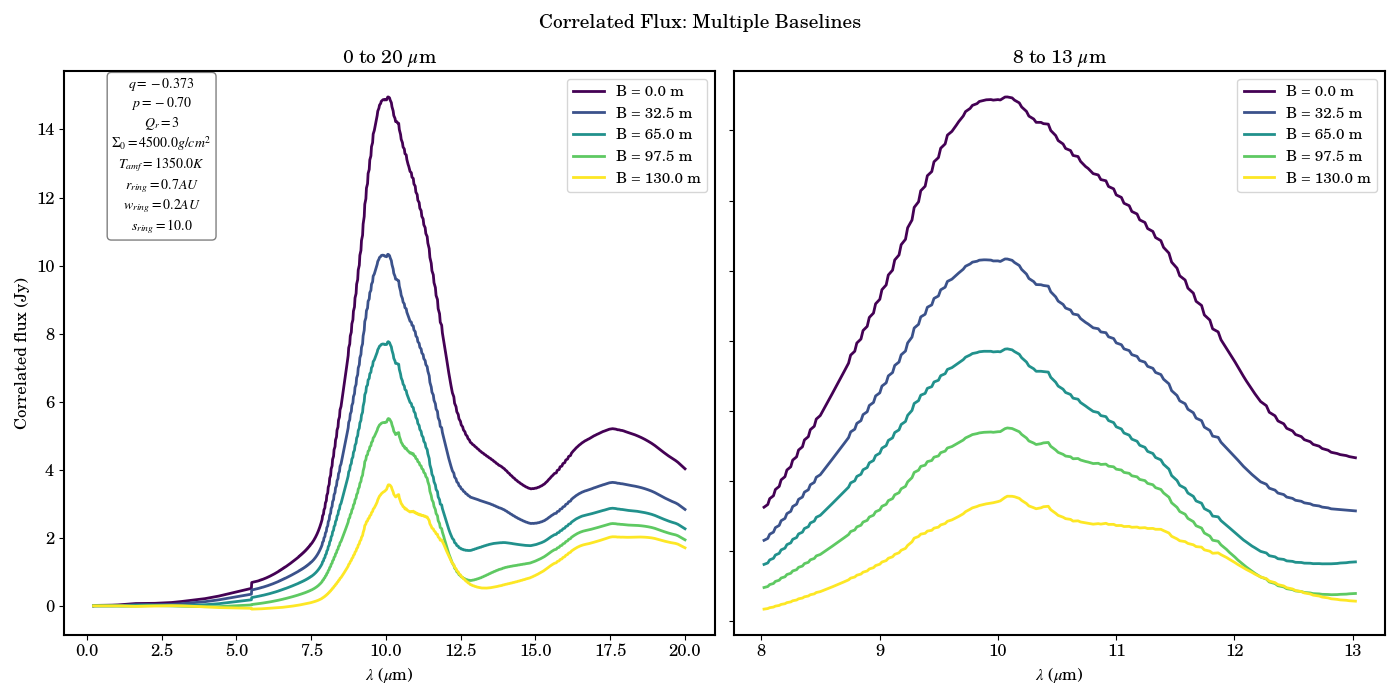 Correlated Flux: Multiple Baselines
0 to 20 μm
q = −0.373
p = −0.70
Q_r = 3
Σ_0 = 4500.0g/cm^2
T_amf = 1350.0K
r_ring = 0.7AU
w_ring = 0.2AU
s_ring = 10.0
B = 0.0 m
B = 32.5 m
B = 65.0 m
B = 97.5 m
B = 130.0 m
Correlated flux (Jy)
14
12
10
8
6
4
2
0
0.0 2.5 5.0 7.5 10.0 12.5 15.0 17.5 20.0
λ (μm)
8 to 13 μm
B = 0.0 m
B = 32.5 m
B = 65.0 m
B = 97.5 m
B = 130.0 m
8 9 10 11 12 13
λ (μm)